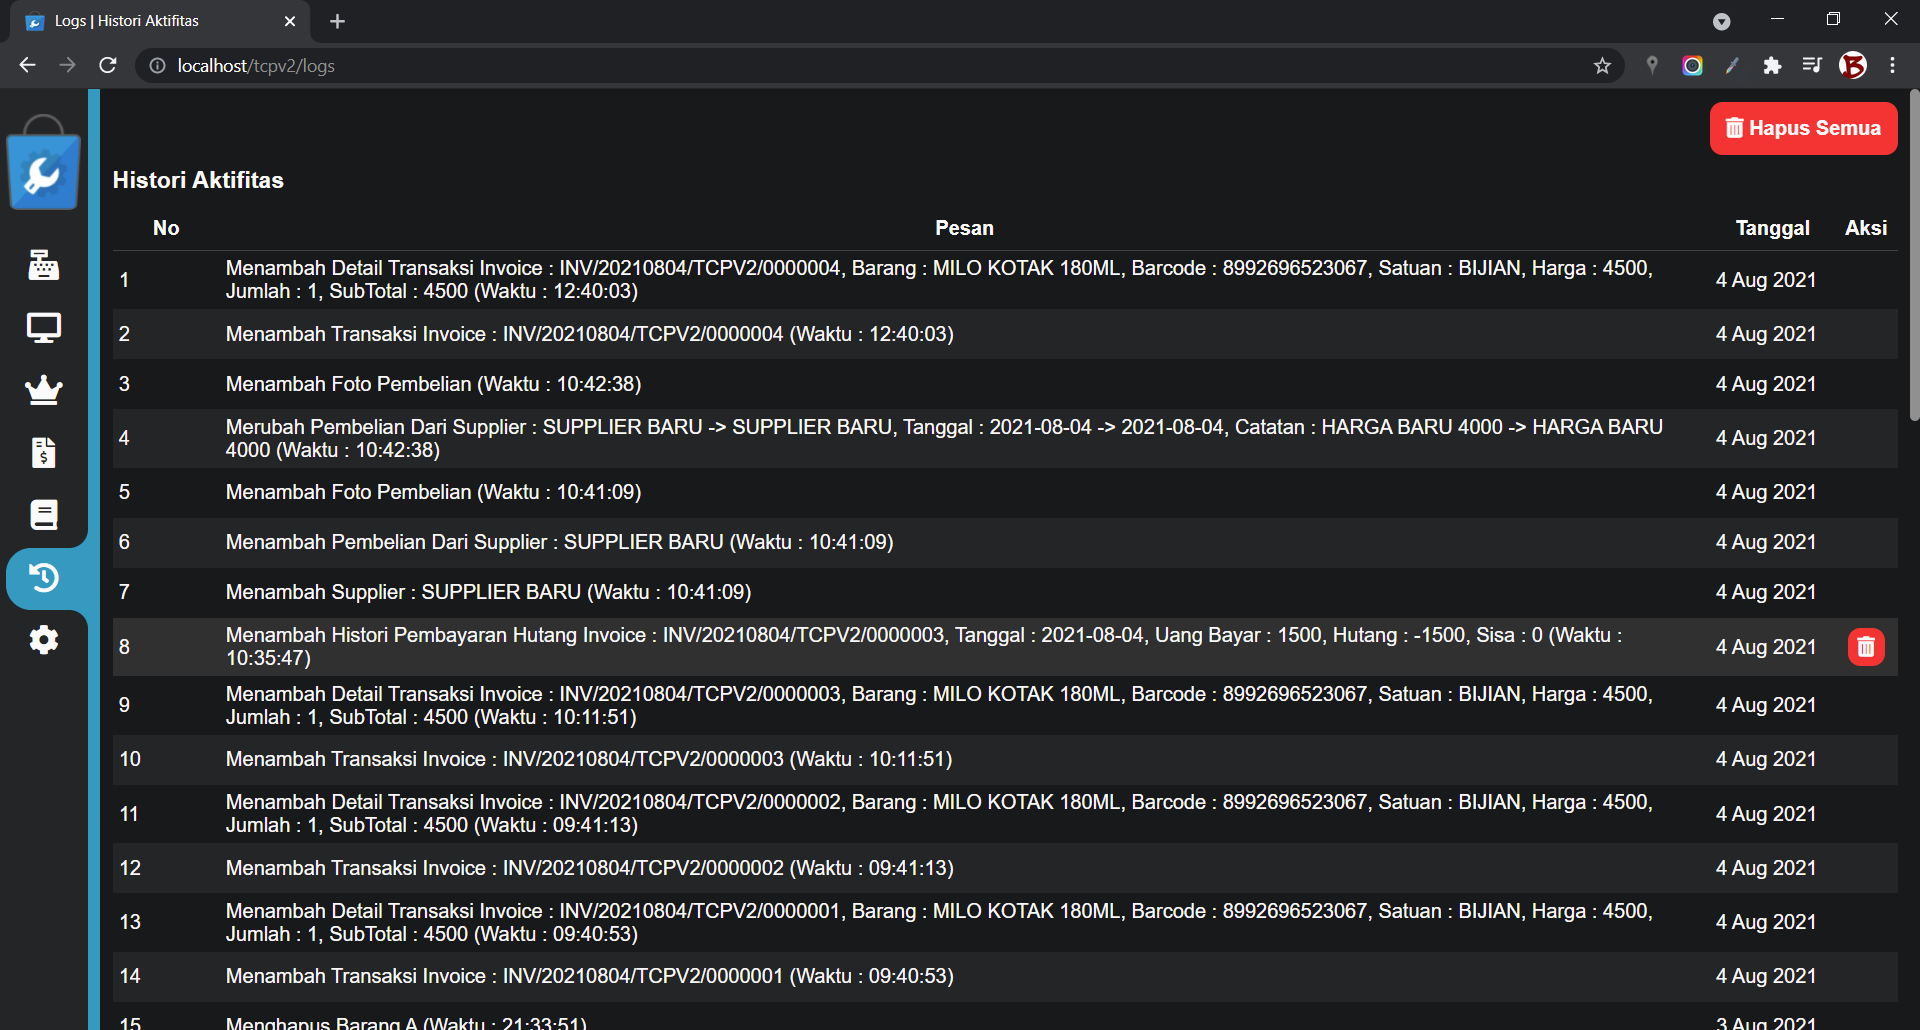 Logs | Histori Aktifitas
localhost/tcpv2/logs
Hapus Semua
Histori Aktifitas
No Pesan Tanggal Aksi
1 Menambah Detail Transaksi Invoice : INV/20210804/TCPV2/0000004, Barang : MILO KOTAK 180ML, Barcode : 8992696523067, Satuan : BIJIAN, Harga : 4500,
Jumlah : 1, SubTotal : 4500 (Waktu : 12:40:03) 4 Aug 2021
2 Menambah Transaksi Invoice : INV/20210804/TCPV2/0000004 (Waktu : 12:40:03) 4 Aug 2021
3 Menambah Foto Pembelian (Waktu : 10:42:38) 4 Aug 2021
4 Merubah Pembelian Dari Supplier : SUPPLIER BARU -> SUPPLIER BARU, Tanggal : 2021-08-04 -> 2021-08-04, Catatan : HARGA BARU 4000 -> HARGA BARU
4000 (Waktu : 10:42:38) 4 Aug 2021
5 Menambah Foto Pembelian (Waktu : 10:41:09) 4 Aug 2021
6 Menambah Pembelian Dari Supplier : SUPPLIER BARU (Waktu : 10:41:09) 4 Aug 2021
7 Menambah Supplier : SUPPLIER BARU (Waktu : 10:41:09) 4 Aug 2021
8 Menambah Histori Pembayaran Hutang Invoice : INV/20210804/TCPV2/0000003, Tanggal : 2021-08-04, Uang Bayar : 1500, Hutang : -1500, Sisa : 0 (Waktu :
10:35:47) 4 Aug 2021
9 Menambah Detail Transaksi Invoice : INV/20210804/TCPV2/0000003, Barang : MILO KOTAK 180ML, Barcode : 8992696523067, Satuan : BIJIAN, Harga : 4500,
Jumlah : 1, SubTotal : 4500 (Waktu : 10:11:51) 4 Aug 2021
10 Menambah Transaksi Invoice : INV/20210804/TCPV2/0000003 (Waktu : 10:11:51) 4 Aug 2021
11 Menambah Detail Transaksi Invoice : INV/20210804/TCPV2/0000002, Barang : MILO KOTAK 180ML, Barcode : 8992696523067, Satuan : BIJIAN, Harga : 4500,
Jumlah : 1, SubTotal : 4500 (Waktu : 09:41:13) 4 Aug 2021
12 Menambah Transaksi Invoice : INV/20210804/TCPV2/0000002 (Waktu : 09:41:13) 4 Aug 2021
13 Menambah Detail Transaksi Invoice : INV/20210804/TCPV2/0000001, Barang : MILO KOTAK 180ML, Barcode : 8992696523067, Satuan : BIJIAN, Harga : 4500,
Jumlah : 1, SubTotal : 4500 (Waktu : 09:40:53) 4 Aug 2021
14 Menambah Transaksi Invoice : INV/20210804/TCPV2/0000001 (Waktu : 09:40:53) 4 Aug 2021
15 Menghapus Barang A (Waktu : 21:33:51) 3 Aug 2021